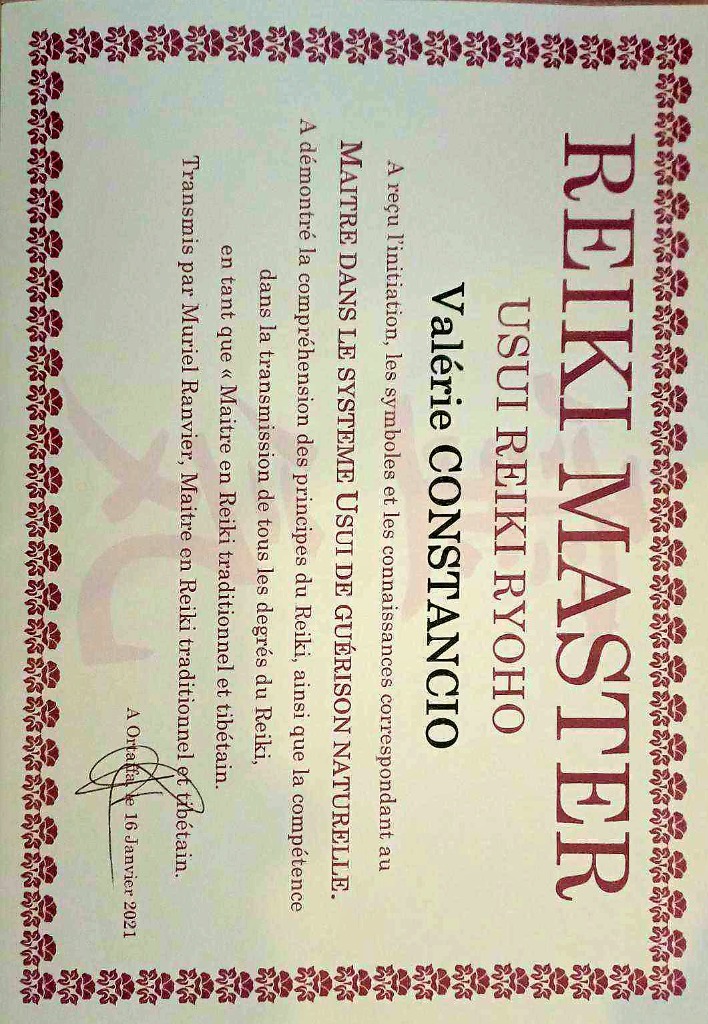 REIKI MASTER
USUI REIKI RYOHO
Valérie CONSTANCIO
A reçu l'initiation, les symboles et les connaissances correspondant au
MAITRE DANS LE SYSTEME USUI DE GUÉRISON NATURELLE.
A démontré la compréhension des principes du Reiki, ainsi que la compétence
dans la transmission de tous les degrés du Reiki,
en tant que « Maitre en Reiki traditionnel et tibétain.
Transmis par Muriel Ranvier, Maitre en Reiki traditionnel et tibétain.
A Ortaffa, le 16 Janvier 2021